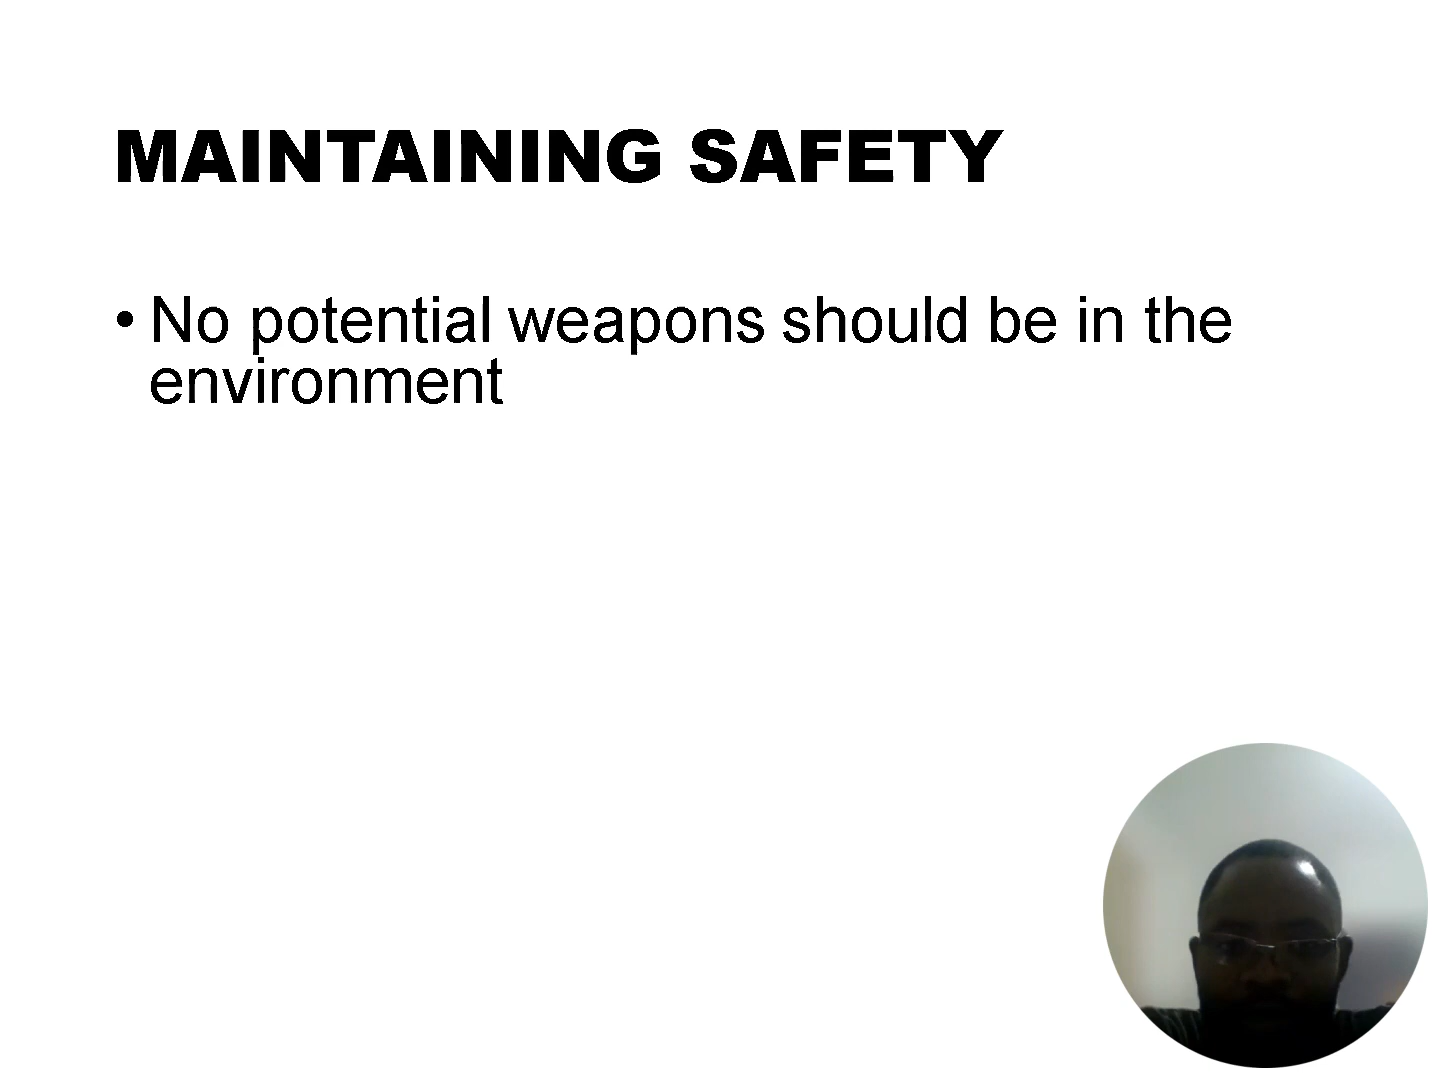 MAINTAINING SAFETY
• No potential weapons should be in the
environment